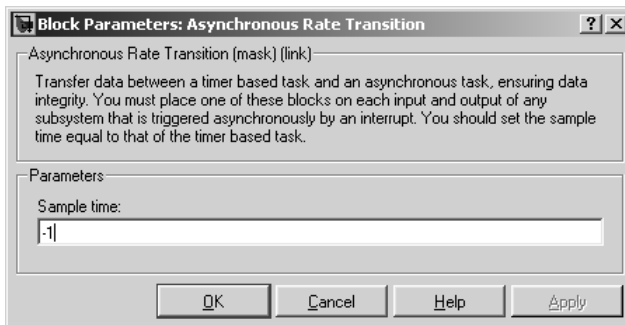 Block Parameters: Asynchronous Rate Transition
Asynchronous Rate Transition (mask) (link)
Transfer data between a timer based task and an asynchronous task, ensuring data
integrity. You must place one of these blocks on each input and output of any
subsystem that is triggered asynchronously by an interrupt. You should set the sample
time equal to that of the timer based task.
Parameters
Sample time:
-1
OK Cancel Help Apply